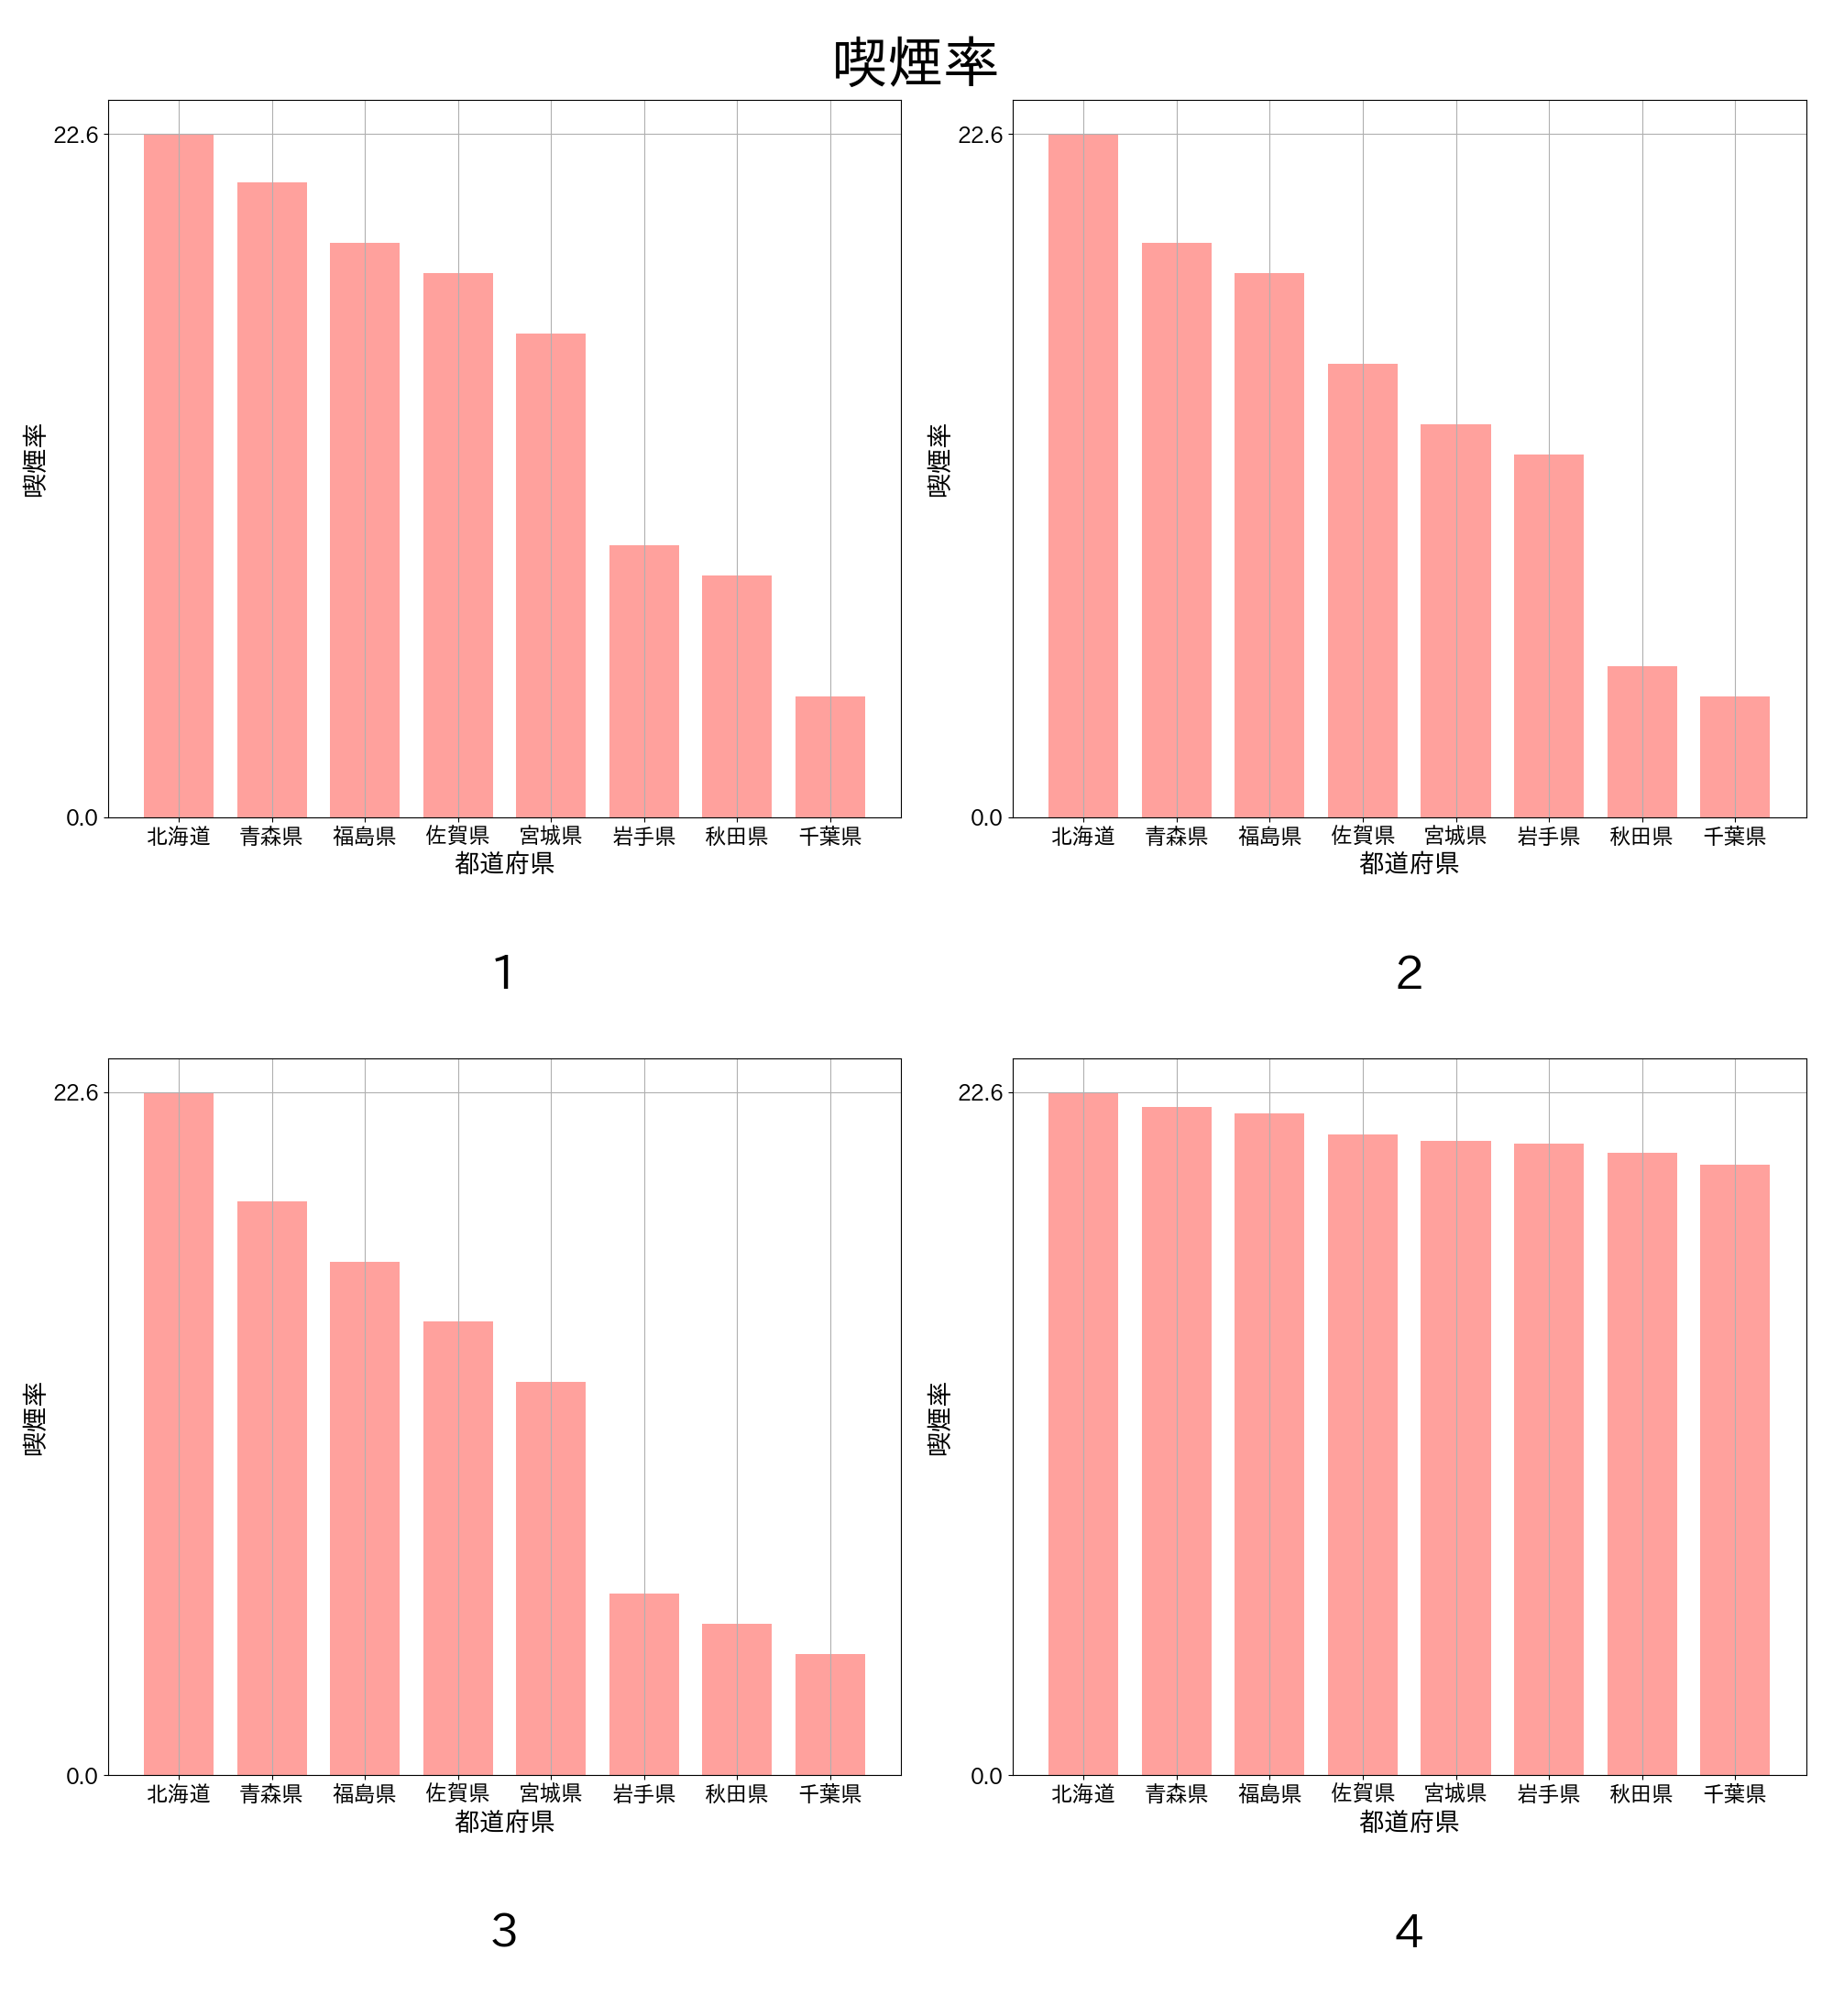 喫煙率
22.6
0.0
喫煙率
北海道 青森県 福島県 佐賀県 宮城県 岩手県 秋田県 千葉県
都道府県
1
22.6
0.0
喫煙率
北海道 青森県 福島県 佐賀県 宮城県 岩手県 秋田県 千葉県
都道府県
2
22.6
0.0
喫煙率
北海道 青森県 福島県 佐賀県 宮城県 岩手県 秋田県 千葉県
都道府県
3
22.6
0.0
喫煙率
北海道 青森県 福島県 佐賀県 宮城県 岩手県 秋田県 千葉県
都道府県
4